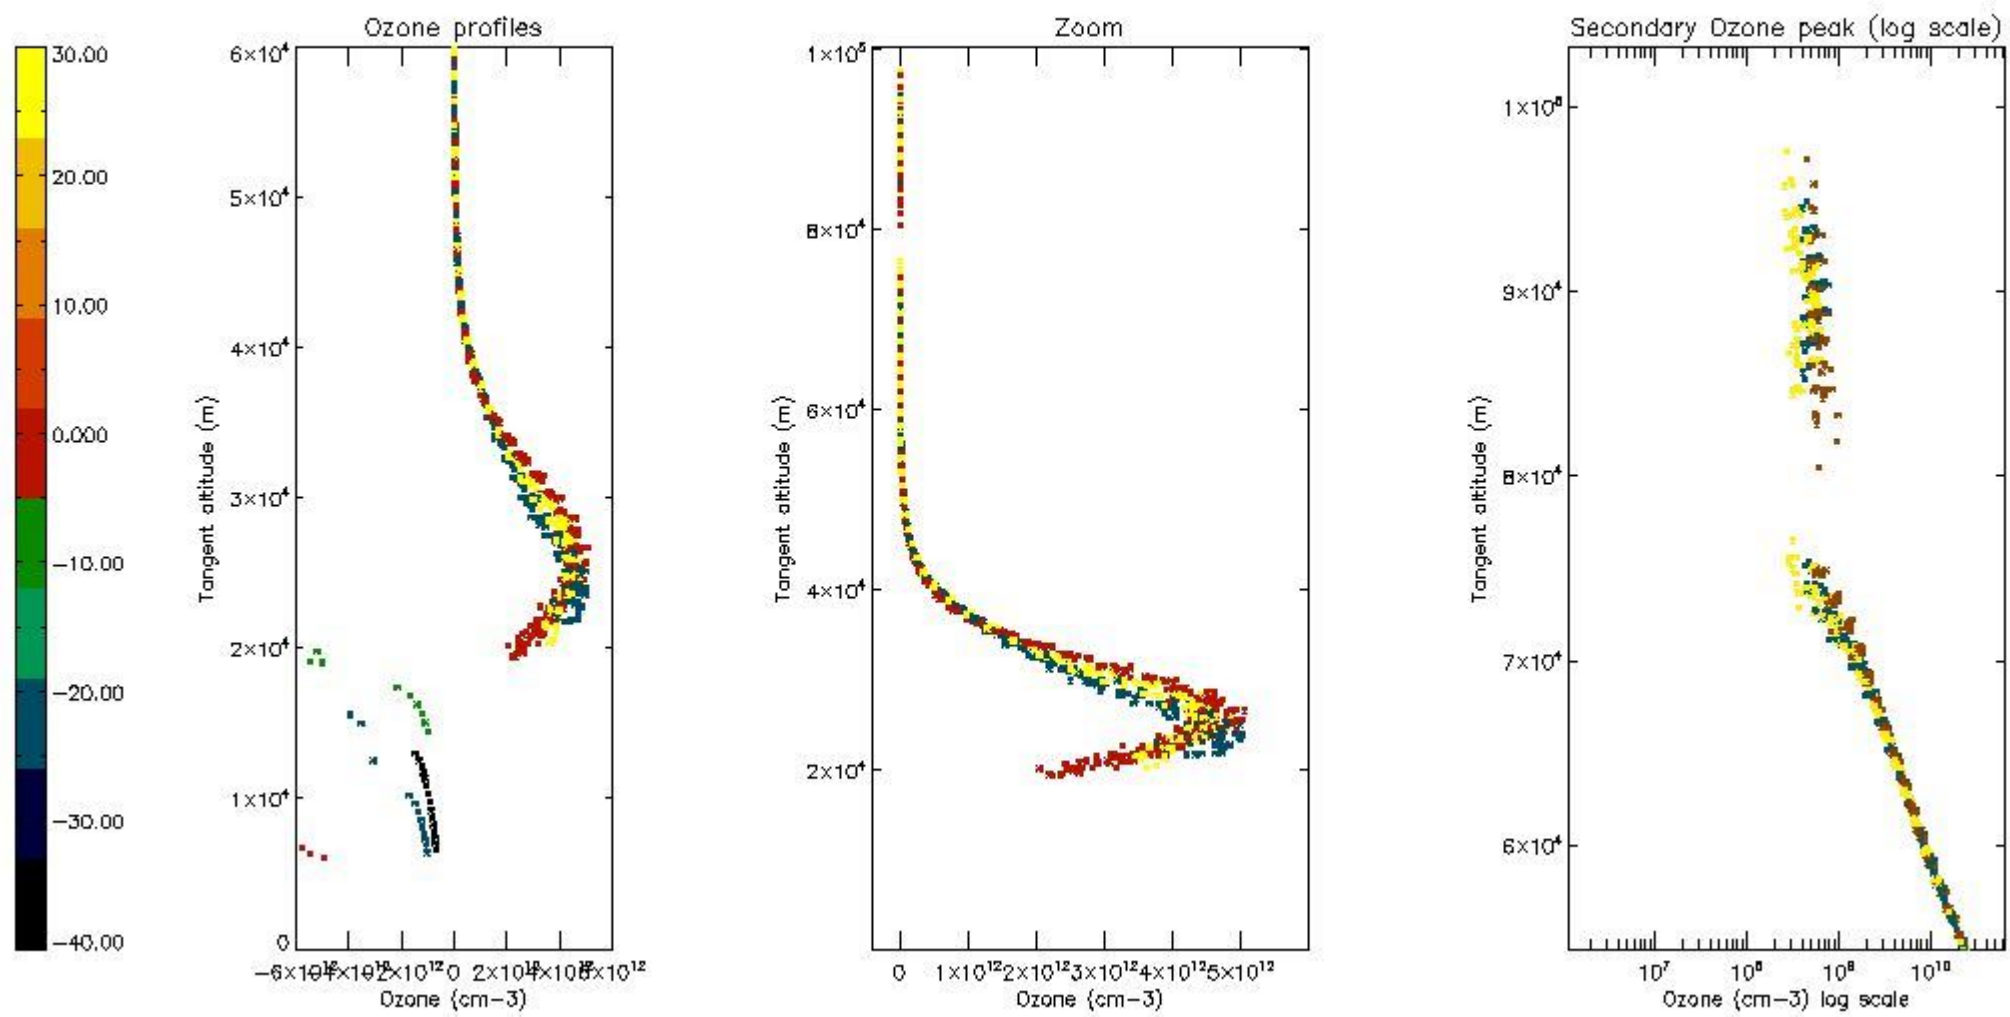 Ozone profiles
Zoom
Secondary Ozone peak (log scale)
30.00
20.00
10.00
0.000
−10.00
−20.00
−30.00
−40.00
6×10⁴
5×10⁴
4×10⁴
3×10⁴
2×10⁴
1×10⁴
0
Tangent altitude (m)
0
Ozone (cm−3)
1×10⁵
8×10⁴
6×10⁴
4×10⁴
2×10⁴
Tangent altitude (m)
0 1×10¹² 2×10¹² 3×10¹² 4×10¹² 5×10¹²
Ozone (cm−3)
9×10⁴
8×10⁴
7×10⁴
6×10⁴
Tangent altitude (m)
10⁷ 10⁸ 10⁹ 10¹⁰
Ozone (cm−3) log scale